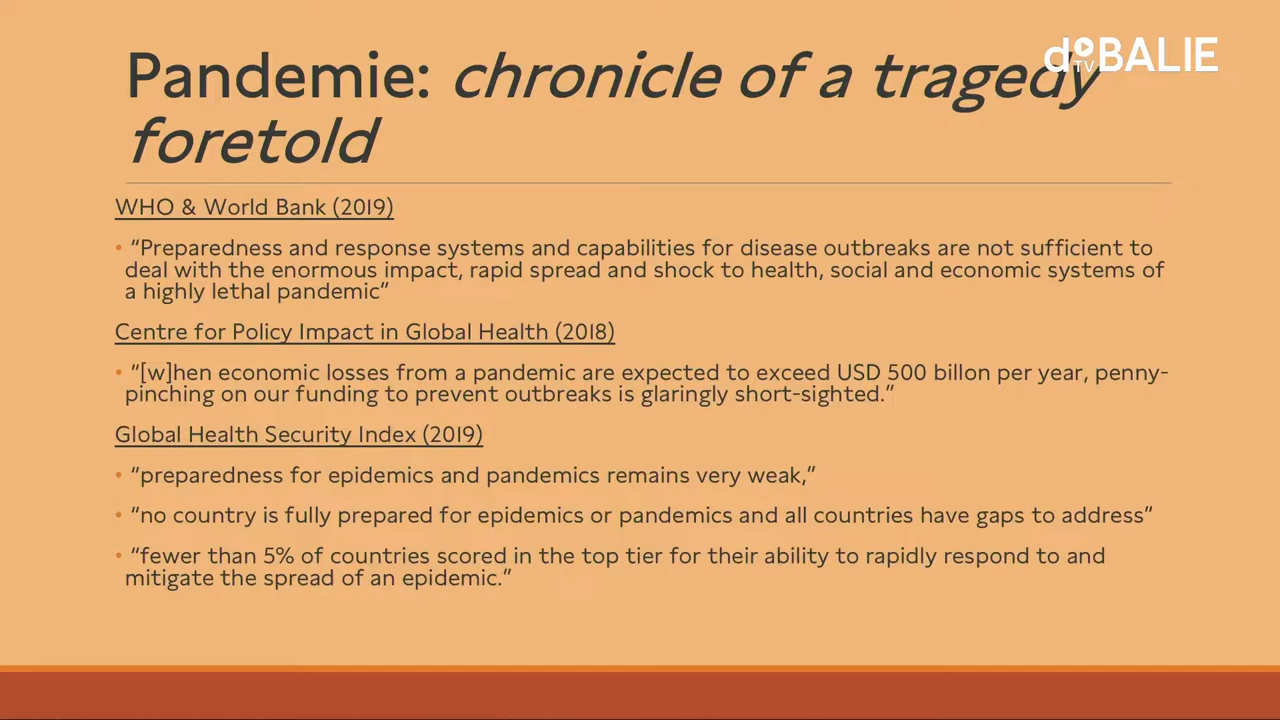 Pandemie: chronicle of a tragedy
foretold
de BALIE
TV
WHO & World Bank (2019)
• “Preparedness and response systems and capabilities for disease outbreaks are not sufficient to
deal with the enormous impact, rapid spread and shock to health, social and economic systems of
a highly lethal pandemic”
Centre for Policy Impact in Global Health (2018)
• “[w]hen economic losses from a pandemic are expected to exceed USD 500 billon per year, penny-
pinching on our funding to prevent outbreaks is glaringly short-sighted.”
Global Health Security Index (2019)
• “preparedness for epidemics and pandemics remains very weak,”
• “no country is fully prepared for epidemics or pandemics and all countries have gaps to address”
• “fewer than 5% of countries scored in the top tier for their ability to rapidly respond to and
mitigate the spread of an epidemic.”